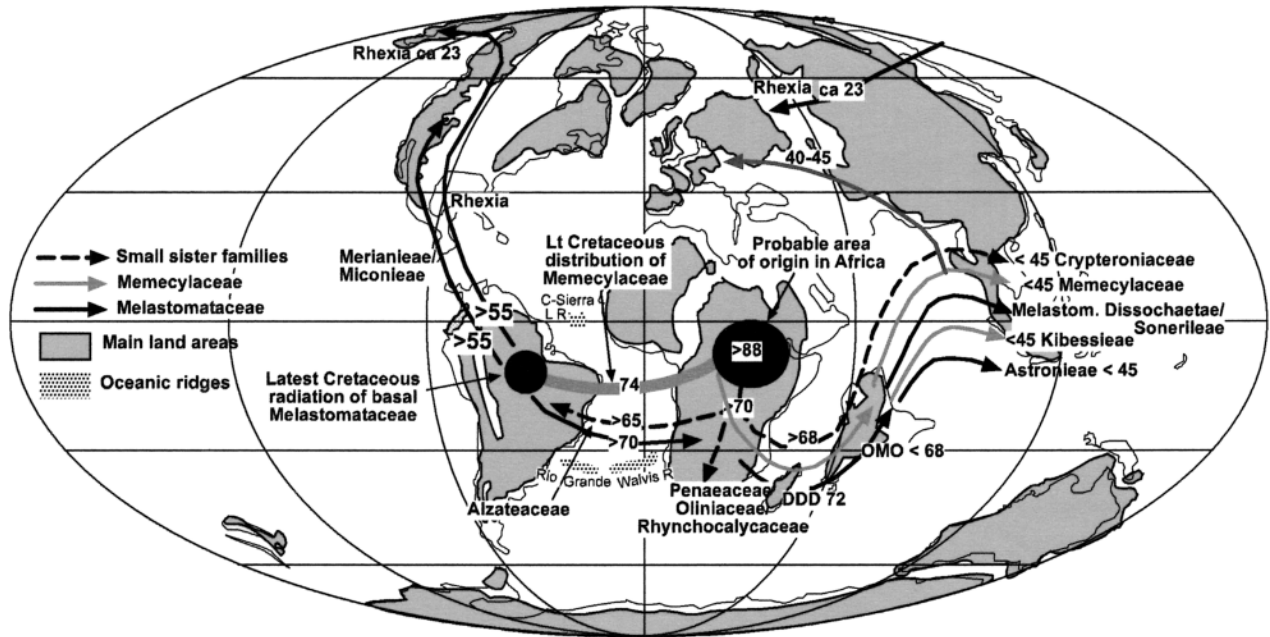 Rhexia ca 23
Rhexia ca 23
40-45
Rhexia
Small sister families
Memecylaceae
Melastomataceae
Main land areas
Oceanic ridges
Merianieae/
Miconleae
Lt Cretaceous
distribution of
Memecylaceae
Probable area
of origin in Africa
< 45 Crypteroniaceae
<45 Memecylaceae
Melastom. Dissochaetae/
Sonerileae
<45 Kibessieae
Astronieae < 45
C-Sierra
L R
>55
>55
>88
Latest Cretaceous
radiation of basal
Melastomataceae
74
>70
>65
>70
>68
OMO < 68
Rio Grande Walvis R
Alzateaceae
Penaeaceae/
Oliniaceae/
Rhynchocalycaceae
DDD 72